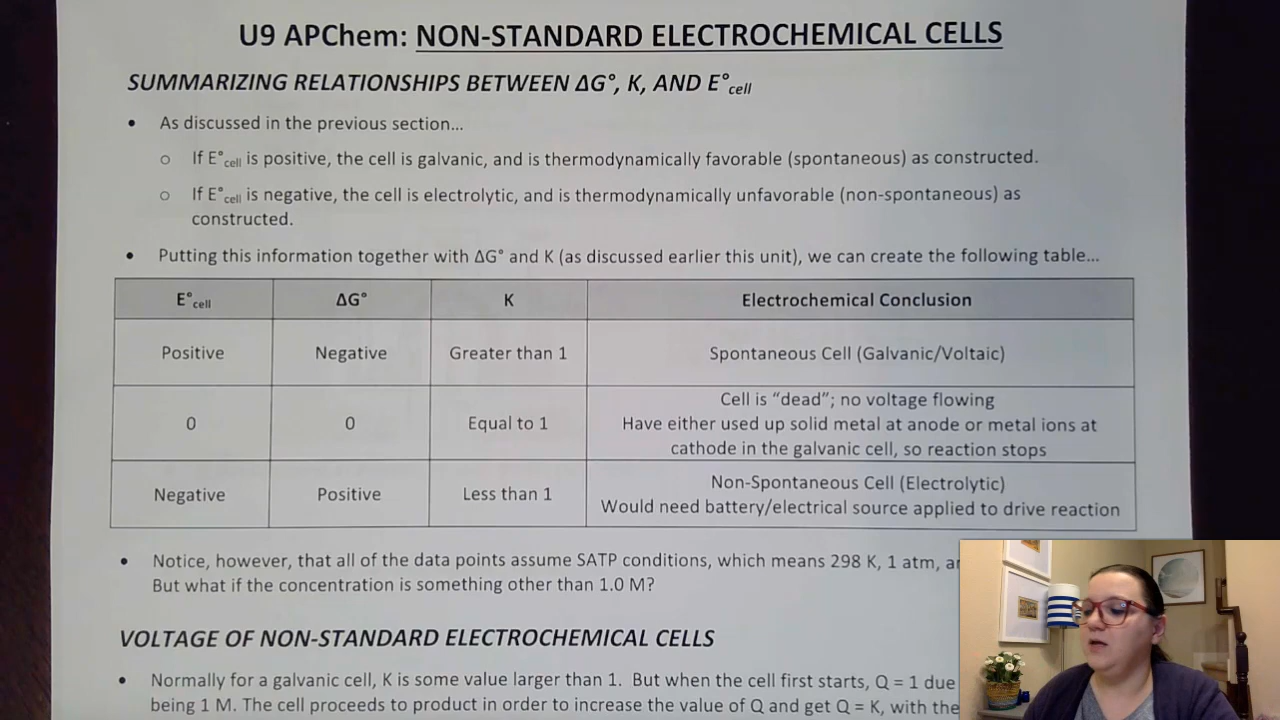 U9 APChem: NON-STANDARD ELECTROCHEMICAL CELLS
SUMMARIZING RELATIONSHIPS BETWEEN ΔG°, K, AND E°cell
• As discussed in the previous section...
o If E°cell is positive, the cell is galvanic, and is thermodynamically favorable (spontaneous) as constructed.
o If E°cell is negative, the cell is electrolytic, and is thermodynamically unfavorable (non-spontaneous) as
constructed.
• Putting this information together with ΔG° and K (as discussed earlier this unit), we can create the following table...
E°cell ΔG° K Electrochemical Conclusion
Positive Negative Greater than 1 Spontaneous Cell (Galvanic/Voltaic)
Cell is “dead”; no voltage flowing
0 0 Equal to 1 Have either used up solid metal at anode or metal ions at
cathode in the galvanic cell, so reaction stops
Negative Positive Less than 1 Non-Spontaneous Cell (Electrolytic)
Would need battery/electrical source applied to drive reaction
• Notice, however, that all of the data points assume SATP conditions, which means 298 K, 1 atm,
But what if the concentration is something other than 1.0 M?
VOLTAGE OF NON-STANDARD ELECTROCHEMICAL CELLS
• Normally for a galvanic cell, K is some value larger than 1. But when the cell first starts, Q = 1 due
being 1 M. The cell proceeds to product in order to increase the value of Q and get Q = K, with the